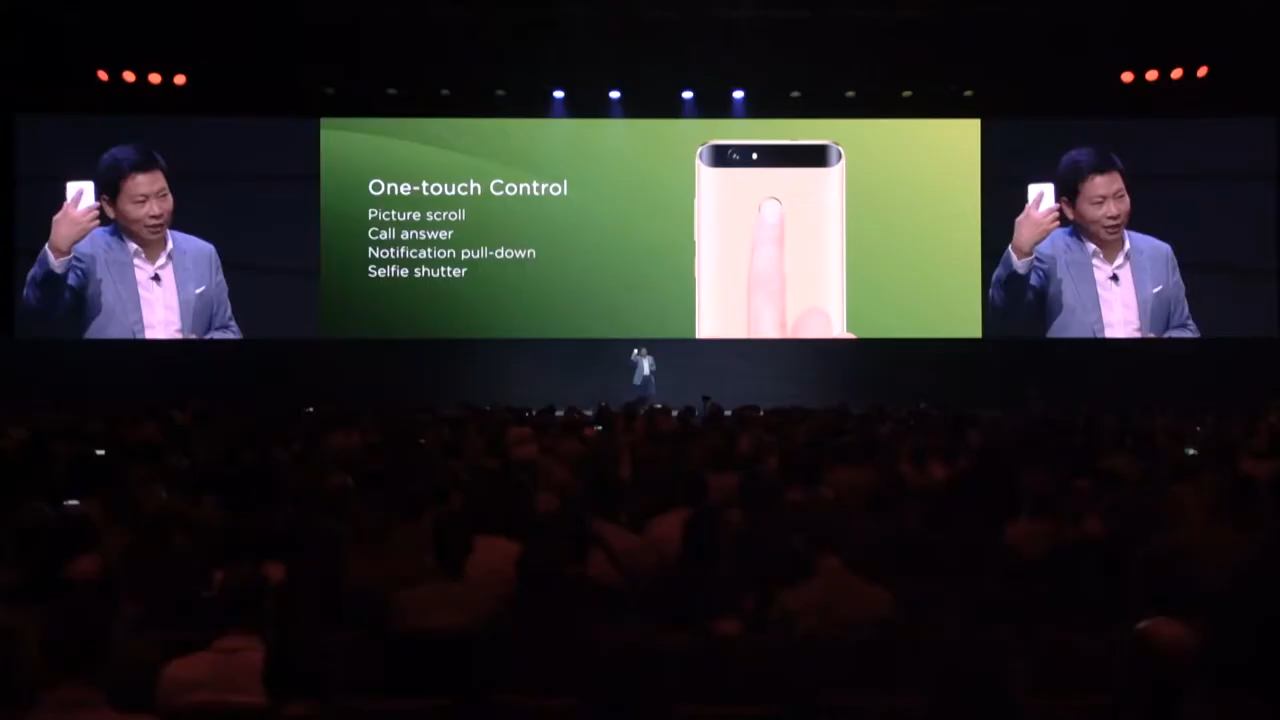 One-touch Control
Picture scroll
Call answer
Notification pull-down
Selfie shutter